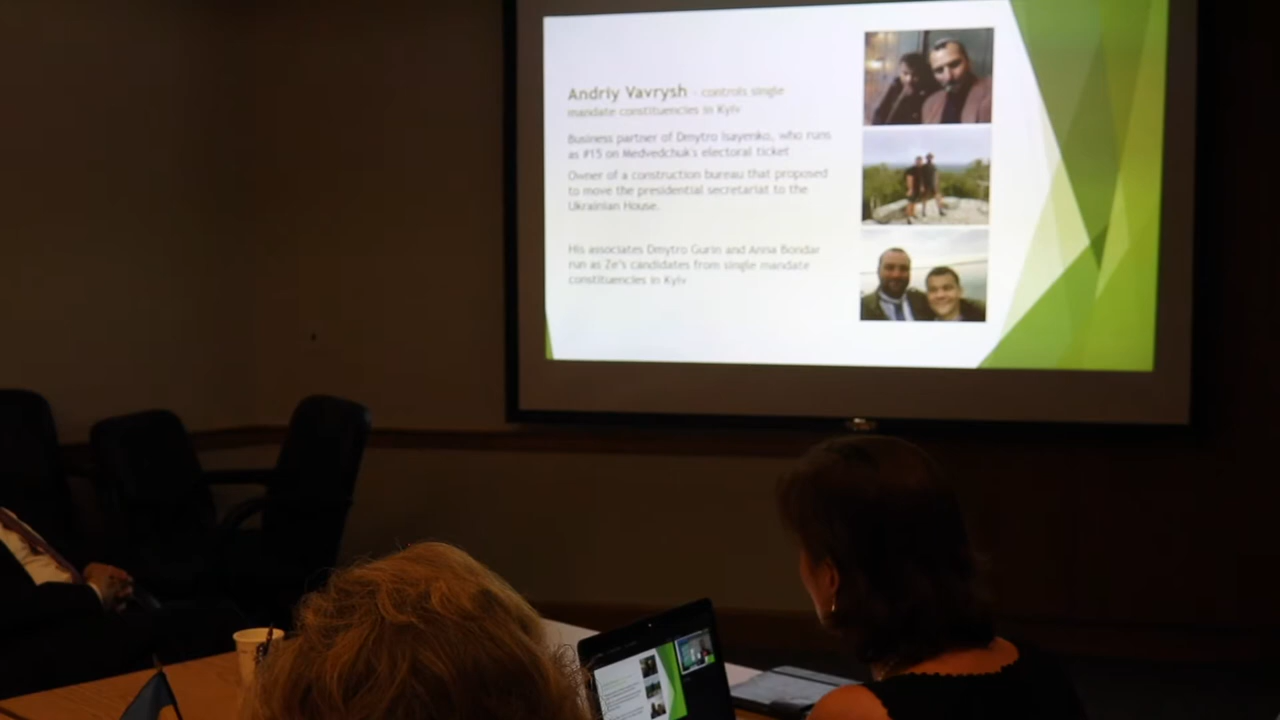 Andriy Vavrysh - controls single
mandate constituencies in Kyiv
Business partner of Dmytro Isayenko, who runs
as #15 on Medvedchuk's electoral ticket
Owner of a construction bureau that proposed
to move the presidential secretariat to the
Ukrainian House.
His associates Dmytro Gurin and Anna Bondar
run as Ze's candidates from single mandate
constituencies in Kyiv